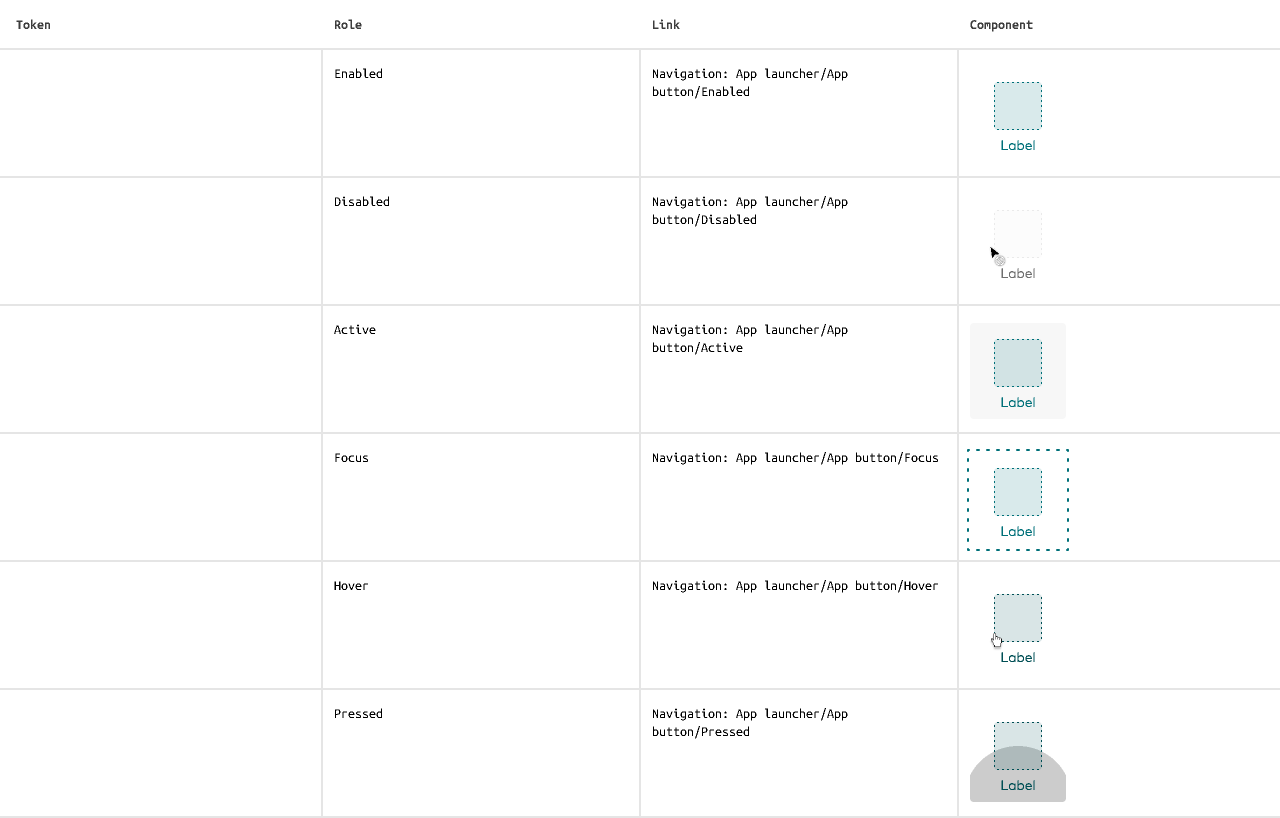 Token Role Link Component
Enabled Navigation: App launcher/App
button/Enabled
Label
Disabled Navigation: App launcher/App
button/Disabled
Label
Active Navigation: App launcher/App
button/Active
Label
Focus Navigation: App launcher/App button/Focus
Label
Hover Navigation: App launcher/App button/Hover
Label
Pressed Navigation: App launcher/App
button/Pressed
Label